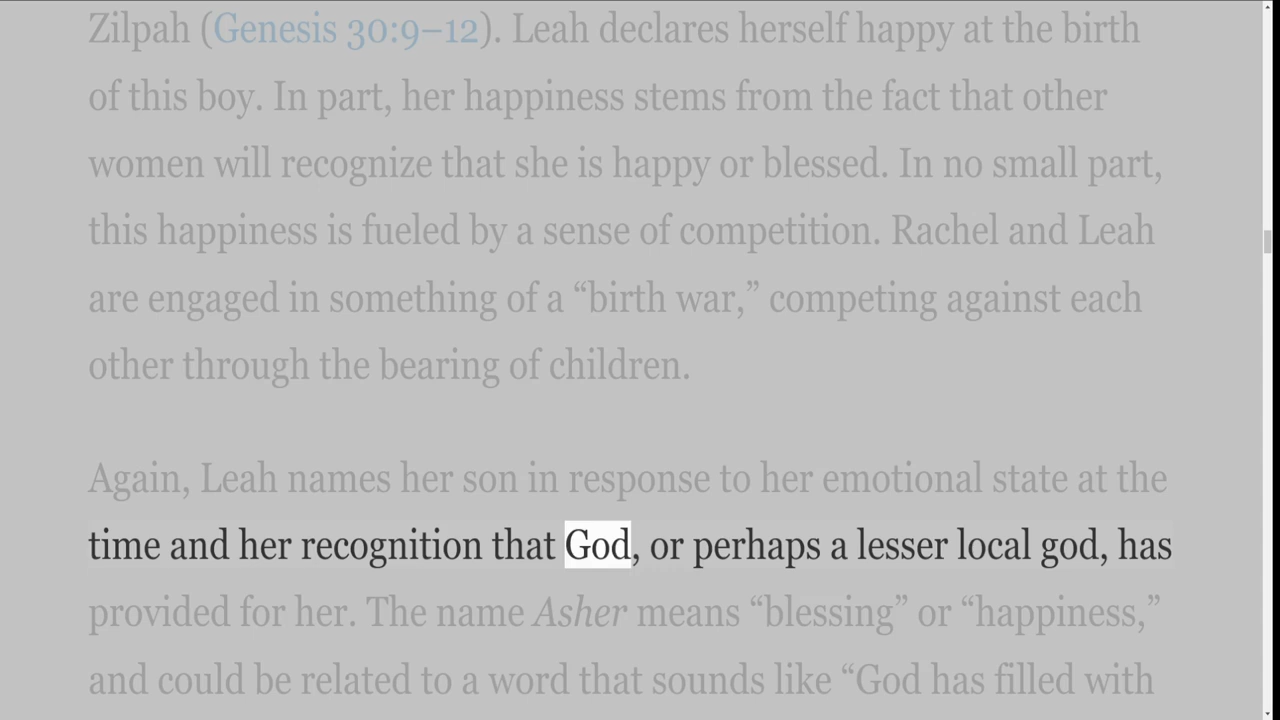 Zilpah (Genesis 30:9–12). Leah declares herself happy at the birth
of this boy. In part, her happiness stems from the fact that other
women will recognize that she is happy or blessed. In no small part,
this happiness is fueled by a sense of competition. Rachel and Leah
are engaged in something of a “birth war,” competing against each
other through the bearing of children.
Again, Leah names her son in response to her emotional state at the
time and her recognition that God, or perhaps a lesser local god, has
provided for her. The name Asher means “blessing” or “happiness,”
and could be related to a word that sounds like “God has filled with